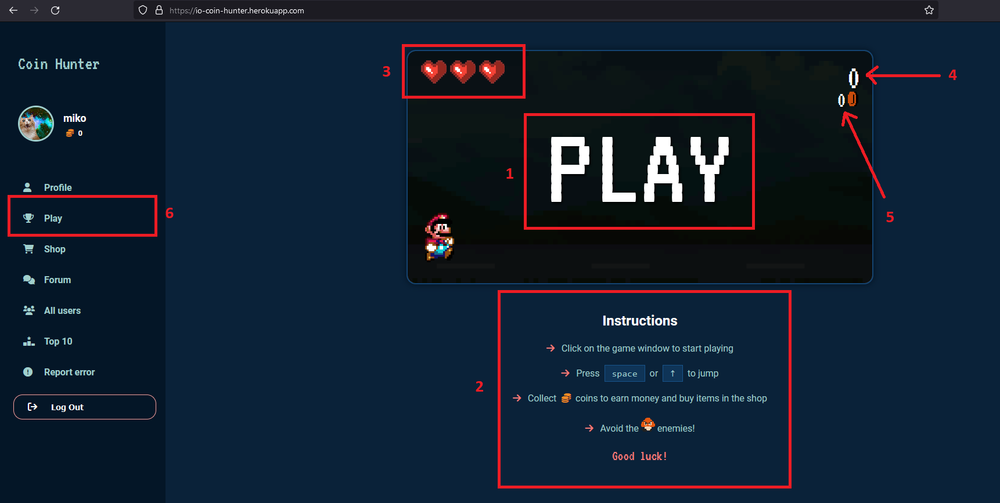 https://io-coin-hunter.herokuapp.com
Coin Hunter
miko
0
Profile
Play
6
Shop
Forum
All users
Top 10
Report error
Log Out
3
0
4
0
5
1
PLAY
2
Instructions
→ Click on the game window to start playing
→ Press space or ↑ to jump
→ Collect coins to earn money and buy items in the shop
→ Avoid the enemies!
Good luck!